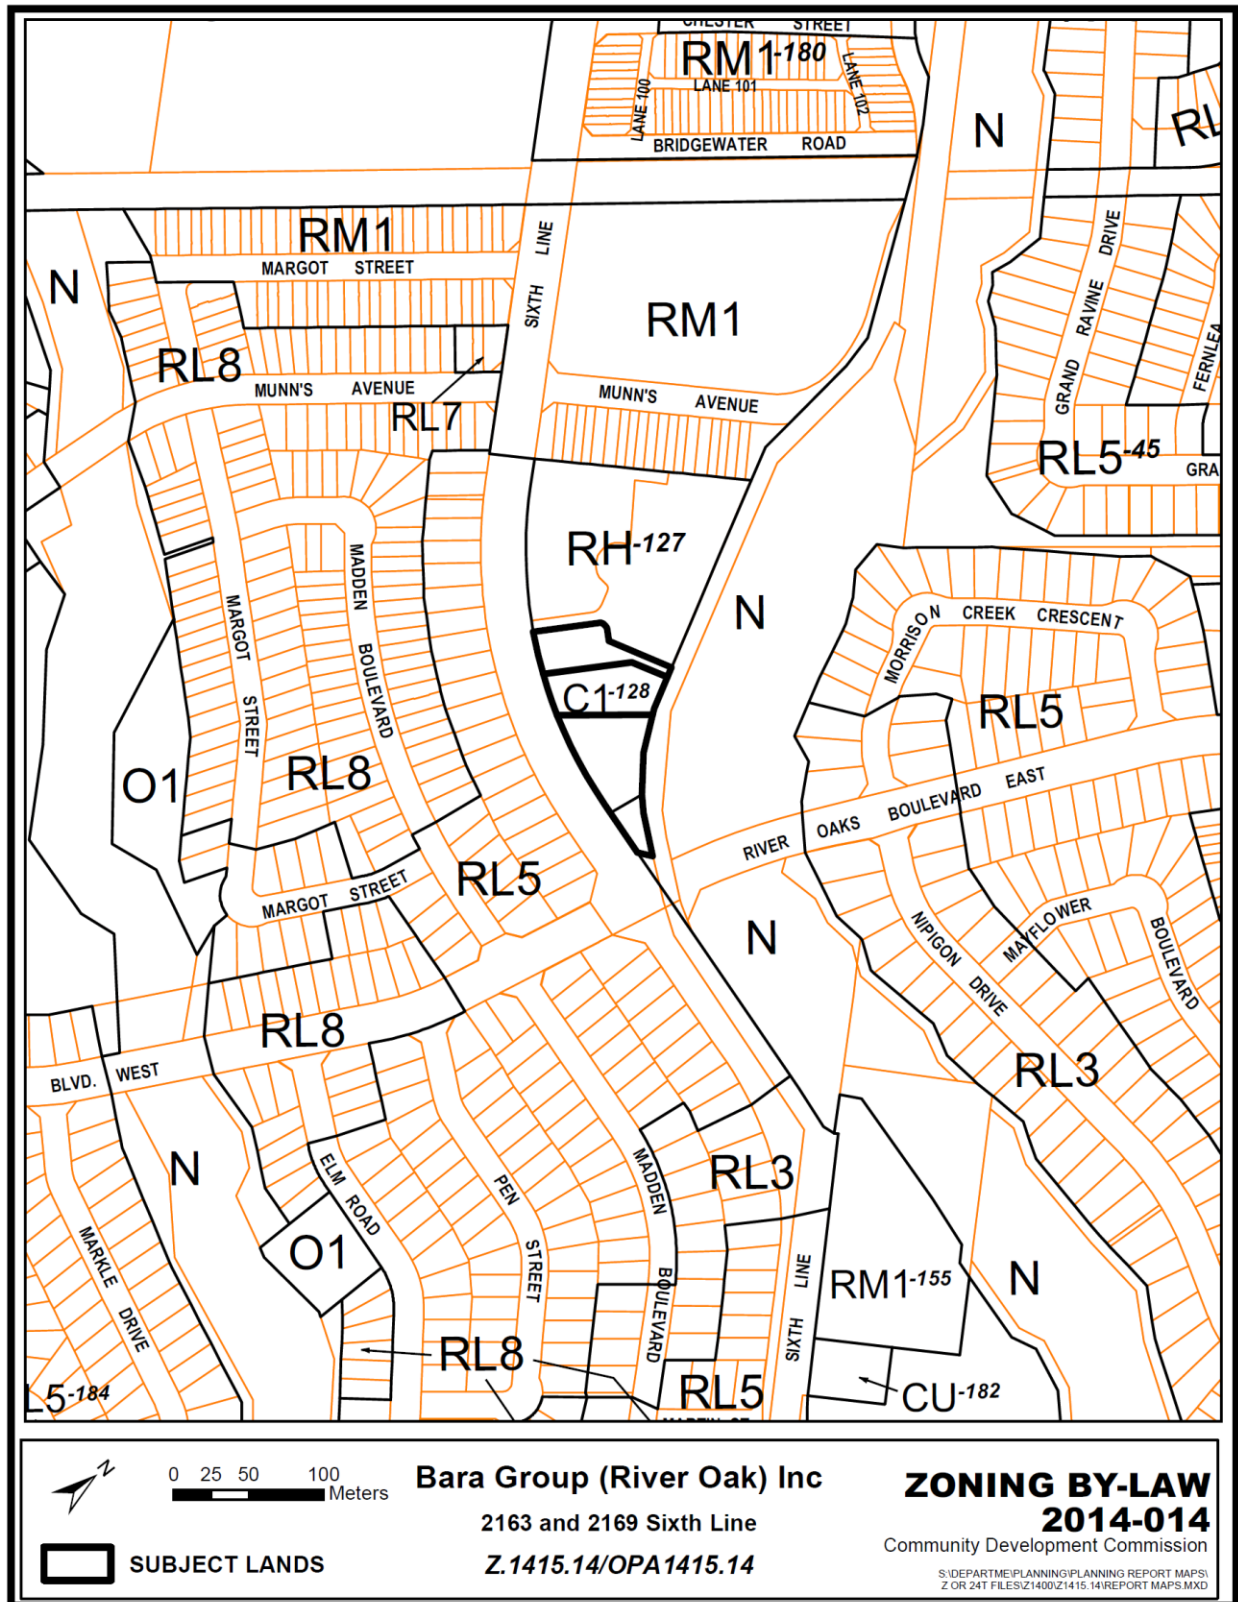 CHESTER STREET
RM1-180
LANE 100
LANE 101
LANE 102
BRIDGEWATER ROAD
N
RL
SIXTH LINE
RM1
MARGOT STREET
N
RM1
GRAND RAVINE DRIVE
FERNLEA
RL8
MUNN'S AVENUE
RL7
MUNN'S AVENUE
RL5-45
GRA
RH-127
MADDEN BOULEVARD
MARGOT STREET
N
MORRISON CREEK CRESCENT
C1-128
RL5
O1
RL8
RIVER OAKS BOULEVARD EAST
RL5
MARGOT STREET
N
NIPIGON DRIVE
MAYFLOWER BOULEVARD
RL8
BLVD. WEST
RL3
N
ELM ROAD
PEN STREET
MADDEN BOULEVARD
RL3
O1
MARKLE DRIVE
SIXTH LINE
RM1-155
N
RL8
L5-184
RL5
CU-182
MARTIN ST
N
0 25 50 100
Meters
SUBJECT LANDS
Bara Group (River Oak) Inc
2163 and 2169 Sixth Line
Z.1415.14/OPA1415.14
ZONING BY-LAW
2014-014
Community Development Commission
S:\DEPARTME\PLANNING\PLANNING REPORT MAPS\
Z OR 24T FILES\Z1400\Z1415.14\REPORT MAPS.MXD